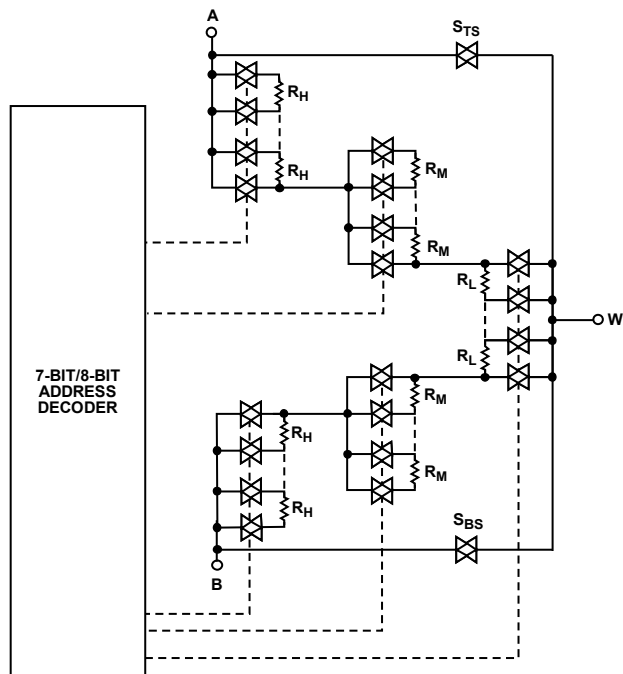 A
S_TS
R_H
R_H
R_M
R_M
R_L
W
R_L
7-BIT/8-BIT
ADDRESS
DECODER
R_M
R_H
R_M
R_H
S_BS
B